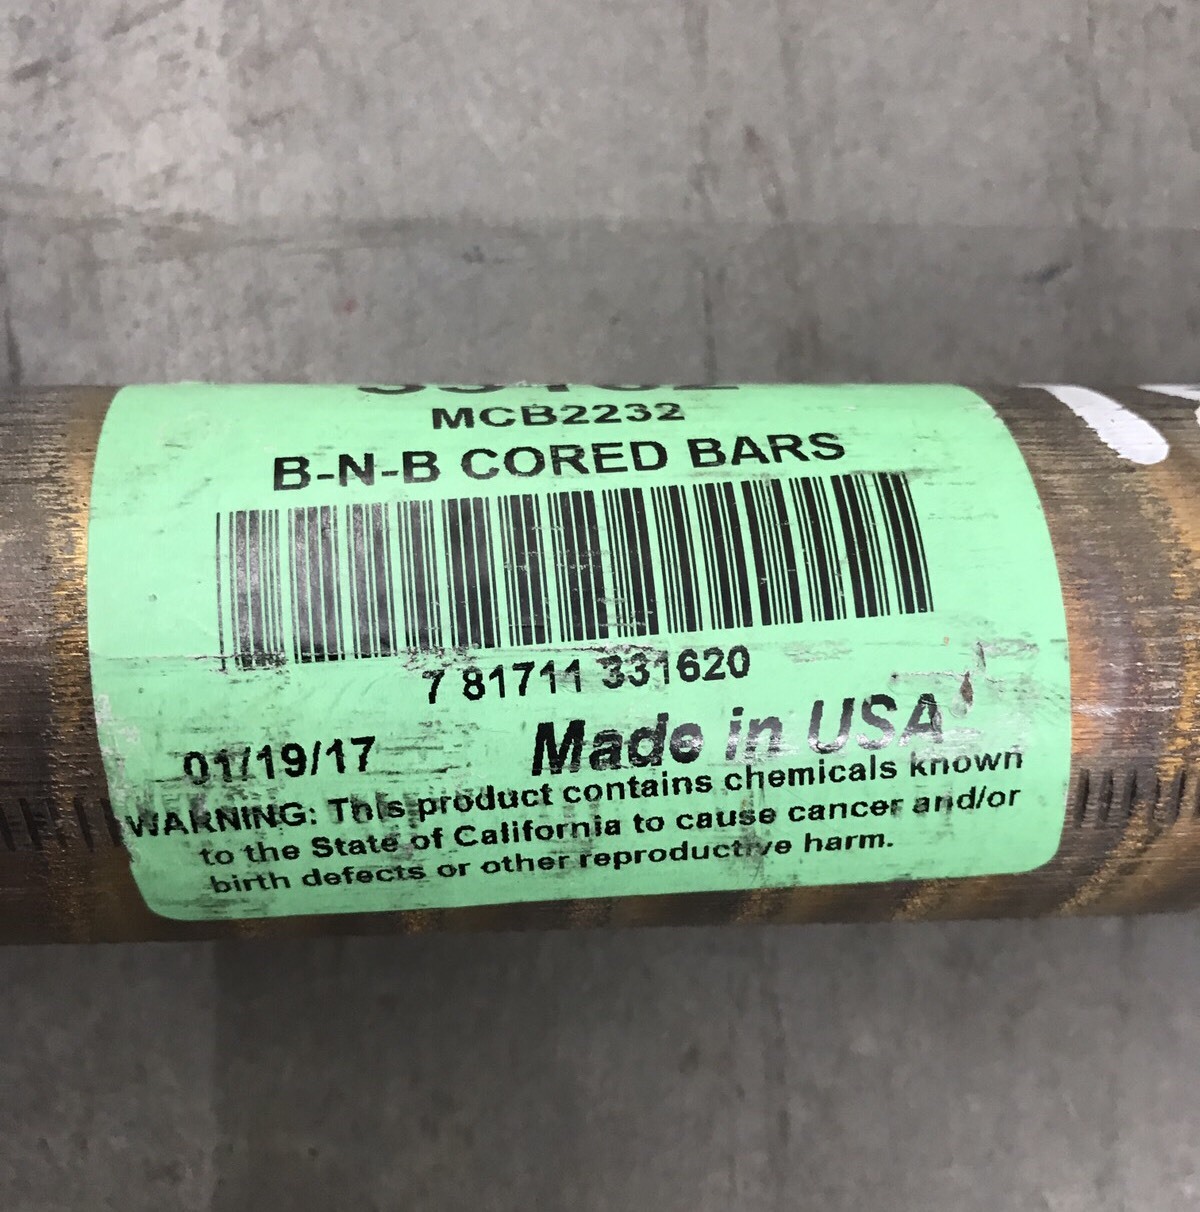 MCB2232
B-N-B CORED BARS
7 81711 331620
01/19/17 Made in USA
WARNING: This product contains chemicals known
to the State of California to cause cancer and/or
birth defects or other reproductive harm.